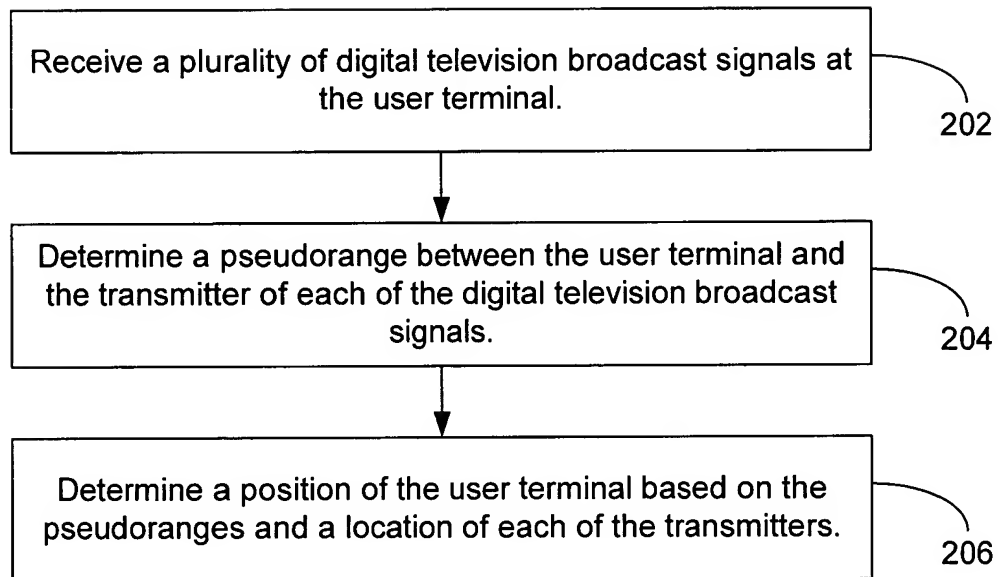 Receive a plurality of digital television broadcast signals at
the user terminal.
202
Determine a pseudorange between the user terminal and
the transmitter of each of the digital television broadcast
signals.
204
Determine a position of the user terminal based on the
pseudoranges and a location of each of the transmitters.
206